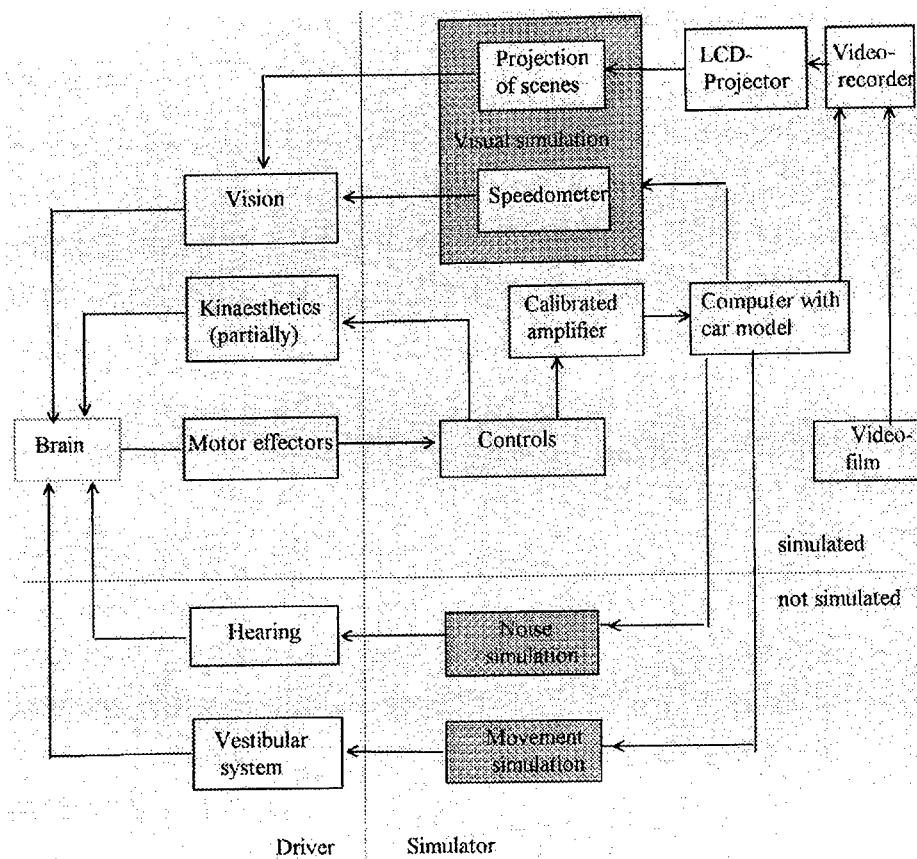 Projection
of scenes
LCD-
Projector
Video-
recorder
Visual simulation
Vision
Speedometer
Kinaesthetics
(partially)
Calibrated
amplifier
Computer with
car model
Brain
Motor effectors
Controls
Video-
film
simulated
not simulated
Hearing
Noise
simulation
Vestibular
system
Movement
simulation
Driver
Simulator